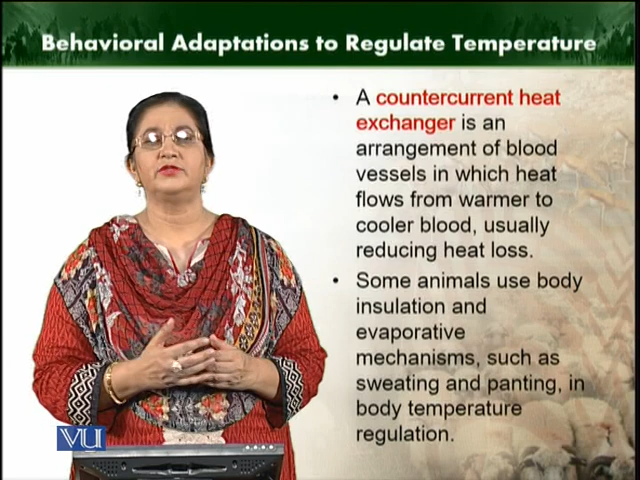 Behavioral Adaptations to Regulate Temperature
• A countercurrent heat
exchanger is an
arrangement of blood
vessels in which heat
flows from warmer to
cooler blood, usually
reducing heat loss.
• Some animals use body
insulation and
evaporative
mechanisms, such as
sweating and panting, in
body temperature
regulation.
VU